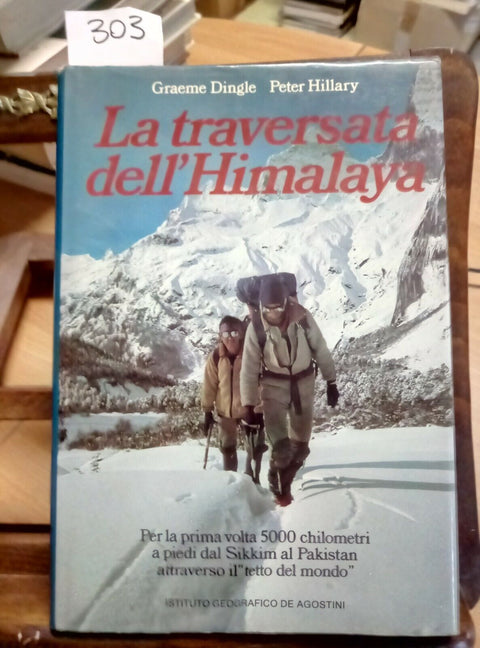 303
Graeme Dingle Peter Hillary
La traversata
dell'Himalaya
Per la prima volta 5000 chilometri
a piedi dal Sikkim al Pakistan
attraverso il "tetto del mondo"
ISTITUTO GEOGRAFICO DE AGOSTINI